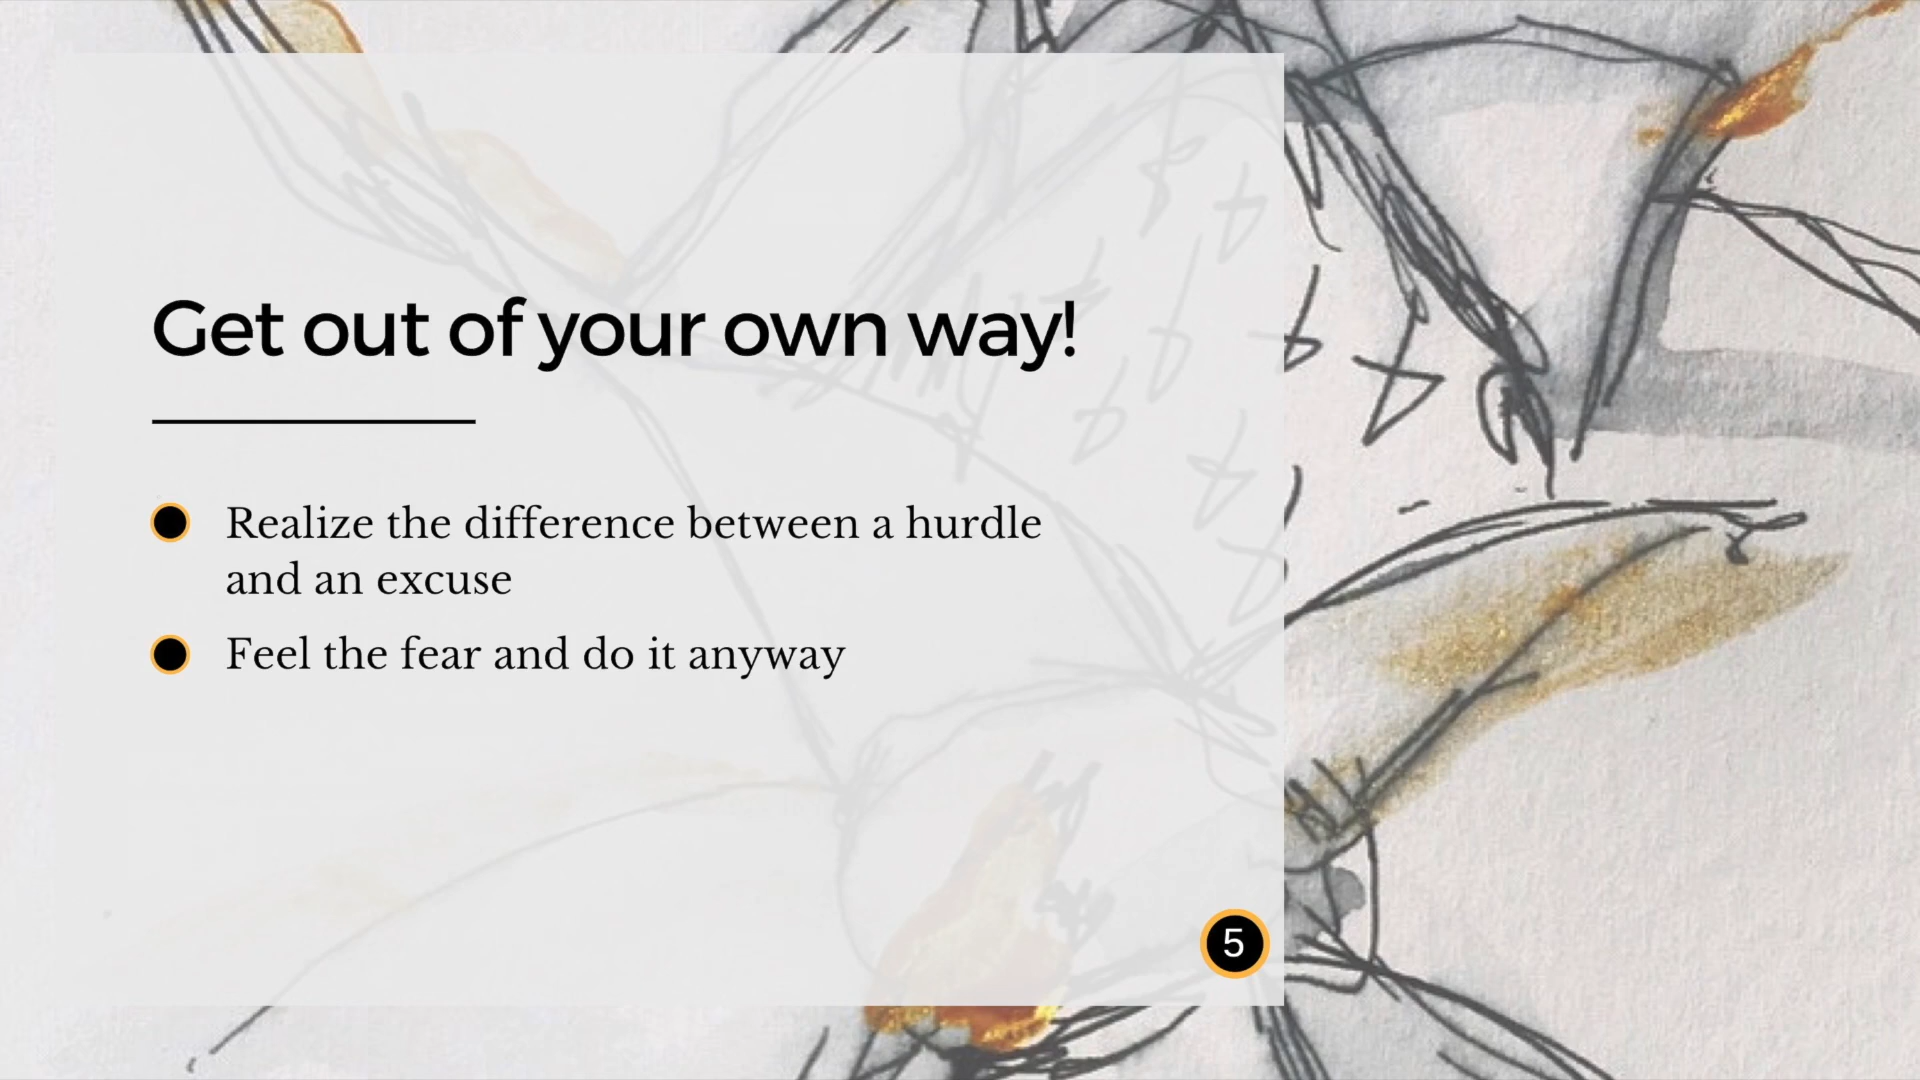 Get out of your own way!
Realize the difference between a hurdle
and an excuse
Feel the fear and do it anyway
5